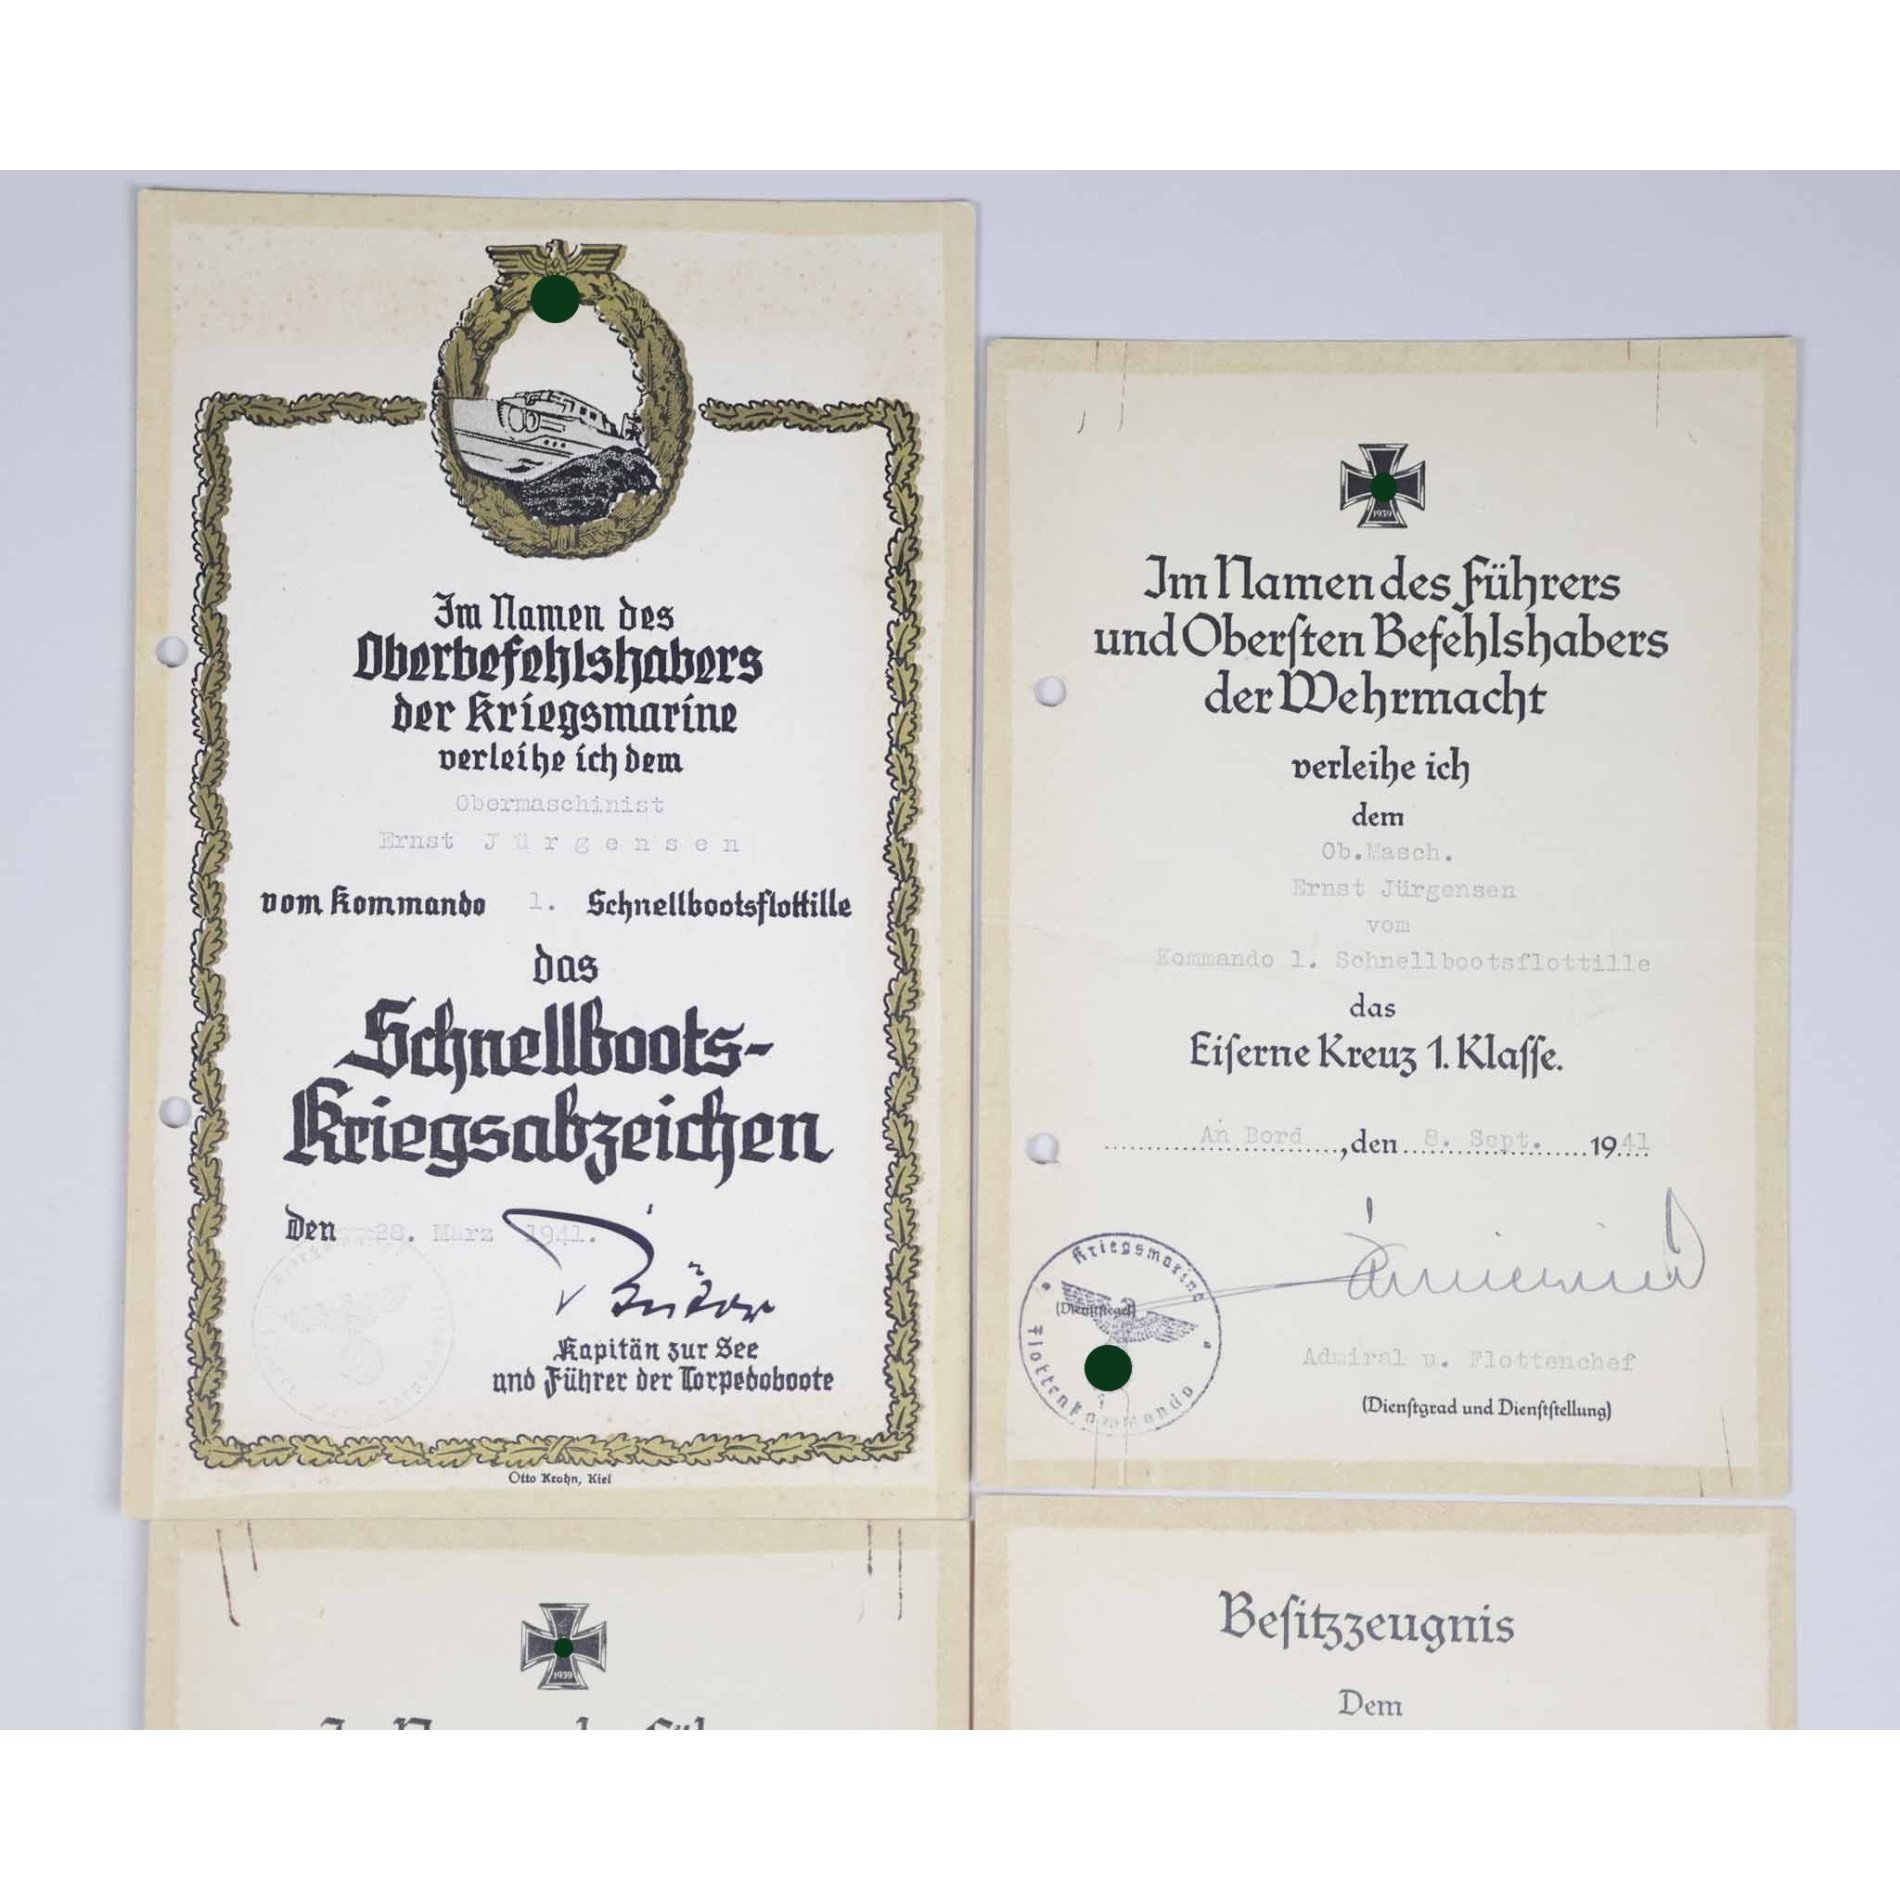 Im Namen des
Oberbefehlshabers
der Kriegsmarine
verleihe ich dem
Obermaschinist
Ernst Jürgensen
vom Kommando 1. Schnellbootsflottille
das
Schnellboots-
Kriegsabzeichen
Den 28. März 1941.
Kapitän zur See
und Führer der Torpedoboote
Otto Krohn, Kiel
1939
Im Namen des Führers
und Oberſten Befehlshabers
der Wehrmacht
verleihe ich
dem
Ob.Masch.
Ernst Jürgensen
vom
Kommando 1. Schnellbootsflottille
das
Eiſerne Kreuz 1. Klaſſe.
An Bord, den 8. Sept. 1941
Kriegsmarine
(Dienſtſiegel)
Flottenkommando
Admiral u. Flottenchef
(Dienſtgrad und Dienſtſtellung)
1939
Beſitzzeugnis
Dem